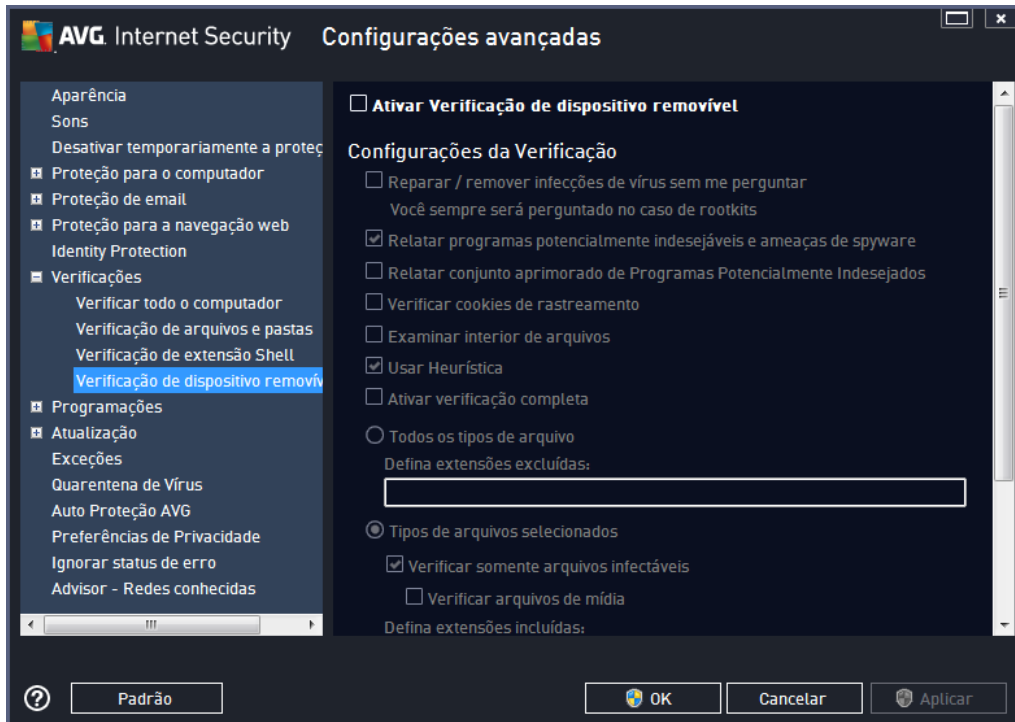 AVG. Internet Security Configurações avançadas
Aparência
Sons
Desativar temporariamente a proteç
Proteção para o computador
Proteção de email
Proteção para a navegação web
Identity Protection
Verificações
Verificar todo o computador
Verificação de arquivos e pastas
Verificação de extensão Shell
Verificação de dispositivo removív
Programações
Atualização
Exceções
Quarentena de Vírus
Auto Proteção AVG
Preferências de Privacidade
Ignorar status de erro
Advisor - Redes conhecidas
Ativar Verificação de dispositivo removível
Configurações da Verificação
Reparar / remover infecções de vírus sem me perguntar
Você sempre será perguntado no caso de rootkits
Relatar programas potencialmente indesejáveis e ameaças de spyware
Relatar conjunto aprimorado de Programas Potencialmente Indesejados
Verificar cookies de rastreamento
Examinar interior de arquivos
Usar Heurística
Ativar verificação completa
Todos os tipos de arquivo
Defina extensões excluídas:
Tipos de arquivos selecionados
Verificar somente arquivos infectáveis
Verificar arquivos de mídia
Defina extensões incluídas:
Padrão
OK
Cancelar
Aplicar